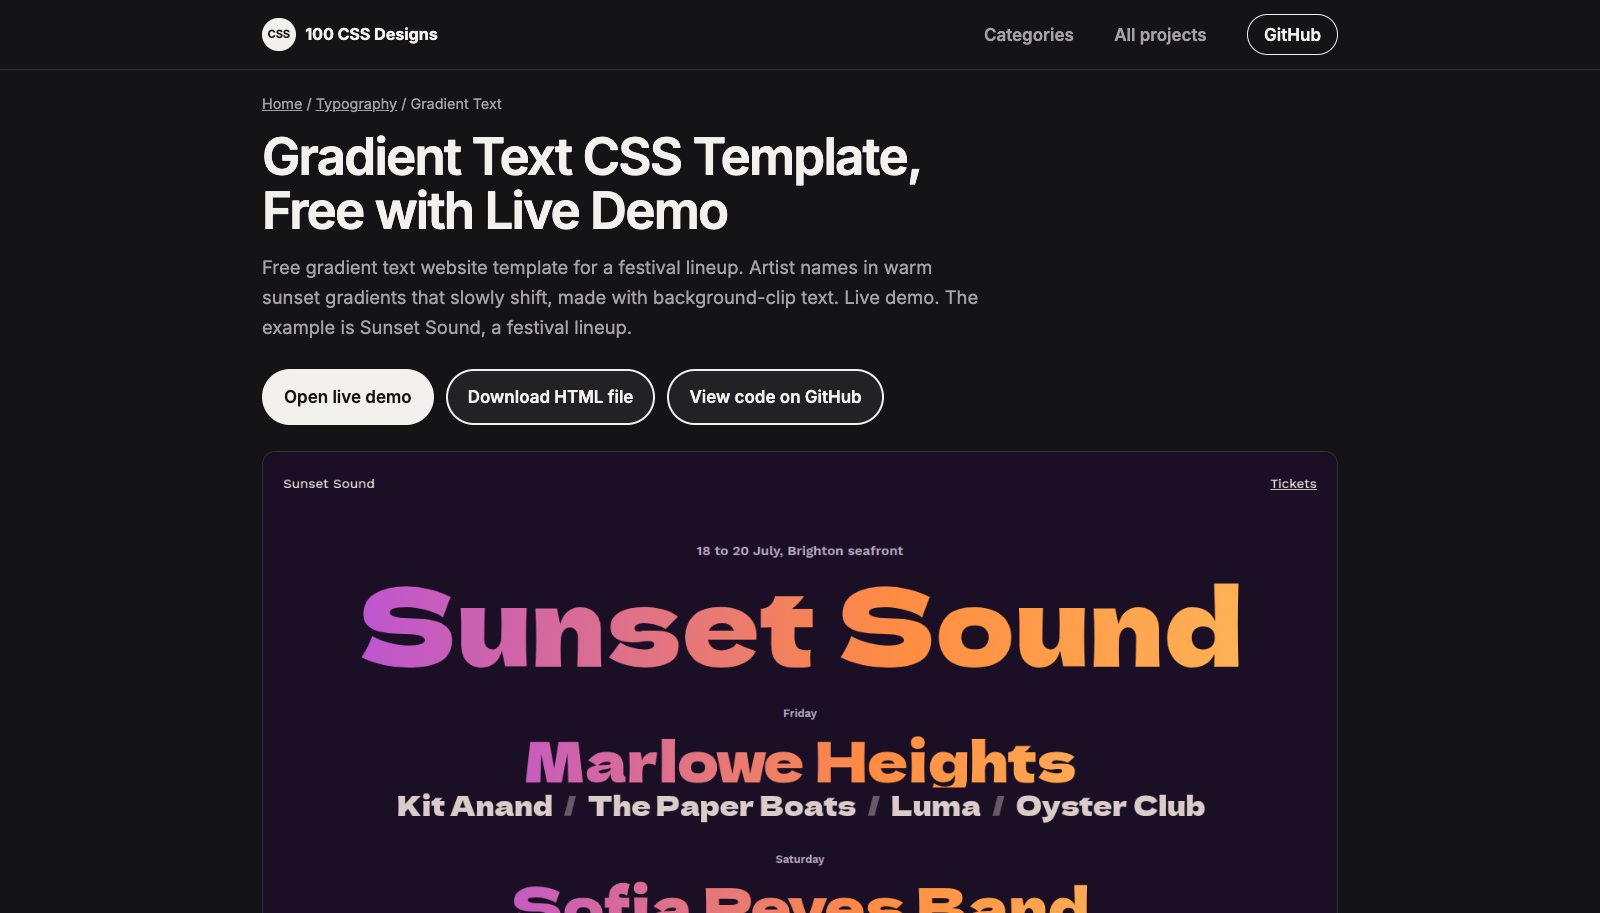 CSS 100 CSS Designs
Categories
All projects
GitHub
Home / Typography / Gradient Text
Gradient Text CSS Template,
Free with Live Demo
Free gradient text website template for a festival lineup. Artist names in warm
sunset gradients that slowly shift, made with background-clip text. Live demo. The
example is Sunset Sound, a festival lineup.
Open live demo
Download HTML file
View code on GitHub
Sunset Sound
Tickets
18 to 20 July, Brighton seafront
Sunset Sound
Friday
Marlowe Heights
Kit Anand / The Paper Boats / Luma / Oyster Club
Saturday
Sofia Reyes Band